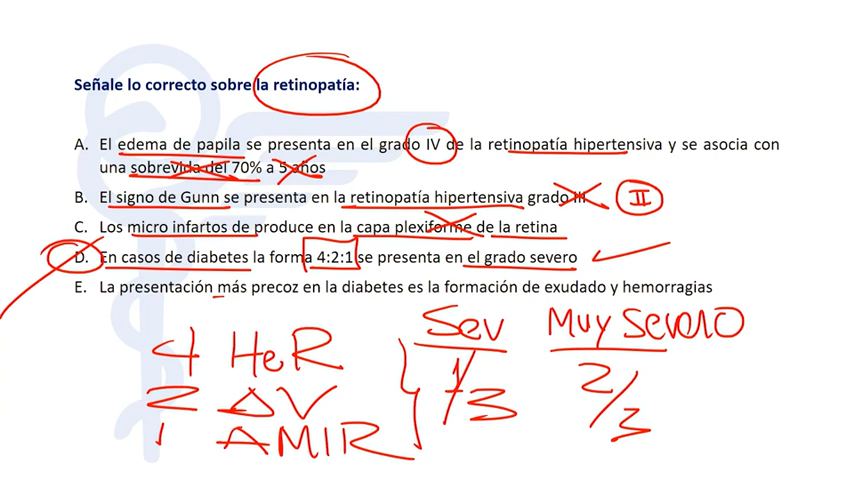 Señale lo correcto sobre la retinopatía:
A. El edema de papila se presenta en el grado IV de la retinopatía hipertensiva y se asocia con
una sobrevida del 70% a 5 años
B. El signo de Gunn se presenta en la retinopatía hipertensiva grado III.
II
C. Los micro infartos de produce en la capa plexiforme de la retina
D. En casos de diabetes la forma 4:2:1 se presenta en el grado severo
E. La presentación más precoz en la diabetes es la formación de exudado y hemorragias
4 HeR
2 ΔV
1 AMIR
Sev
1/3
Muy Severo
2/3